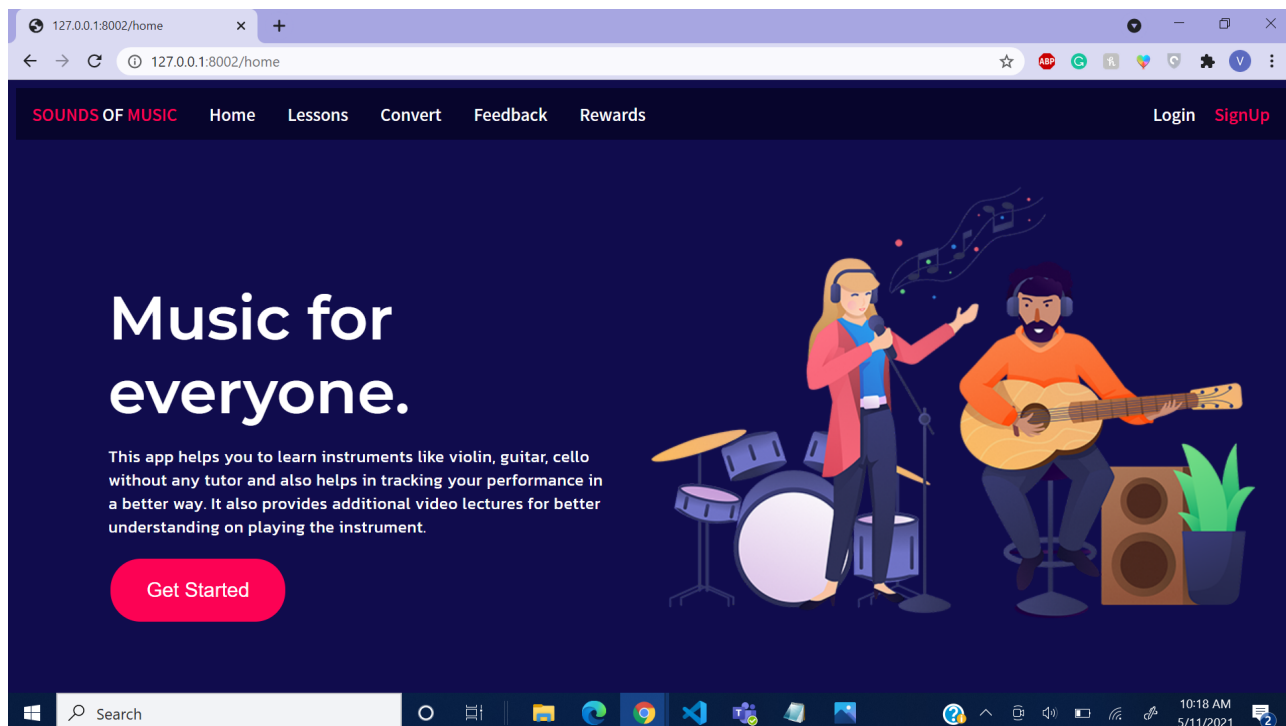 127.0.0.1:8002/home
127.0.0.1:8002/home
ABP
G
V
SOUNDS OF MUSIC Home Lessons Convert Feedback Rewards Login SignUp
Music for
everyone.
This app helps you to learn instruments like violin, guitar, cello
without any tutor and also helps in tracking your performance in
a better way. It also provides additional video lectures for better
understanding on playing the instrument.
Get Started
Search
10:18 AM
5/11/2021
2